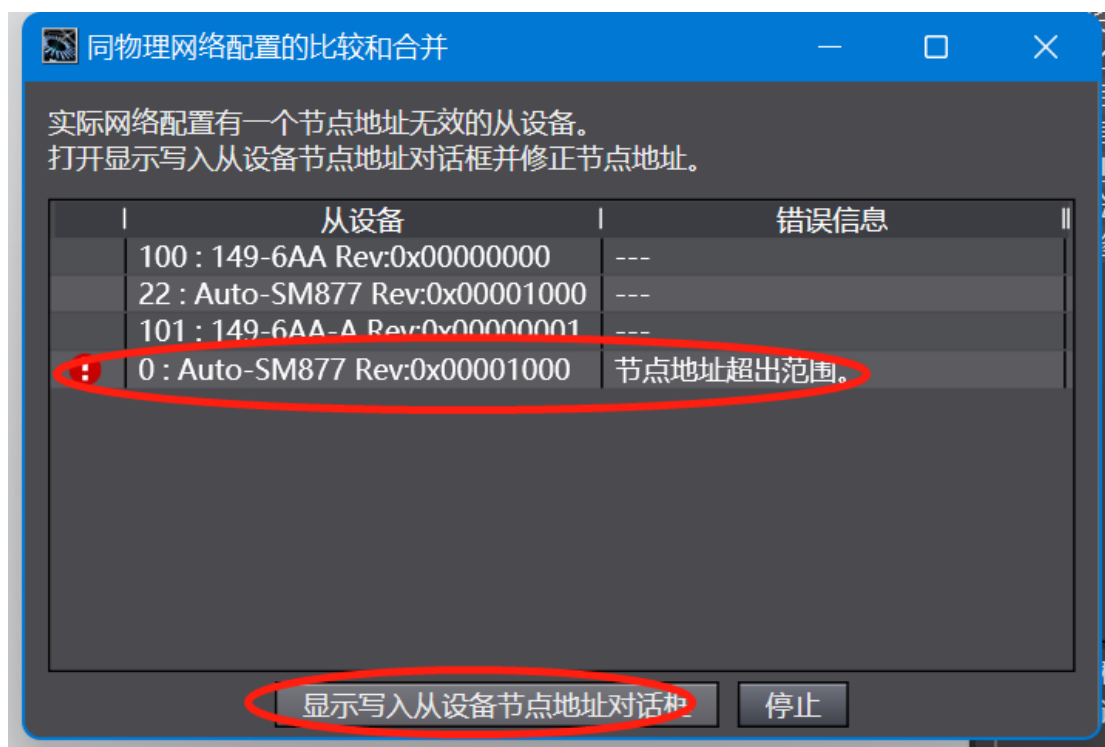 同物理网络配置的比较和合并
实际网络配置有一个节点地址无效的从设备。
打开显示写入从设备节点地址对话框并修正节点地址。
从设备 错误信息
100 : 149-6AA Rev:0x00000000 ---
22 : Auto-SM877 Rev:0x00001000 ---
101 : 149-6AA-A Rev:0x00000001 ---
0 : Auto-SM877 Rev:0x00001000 节点地址超出范围。
显示写入从设备节点地址对话框 停止